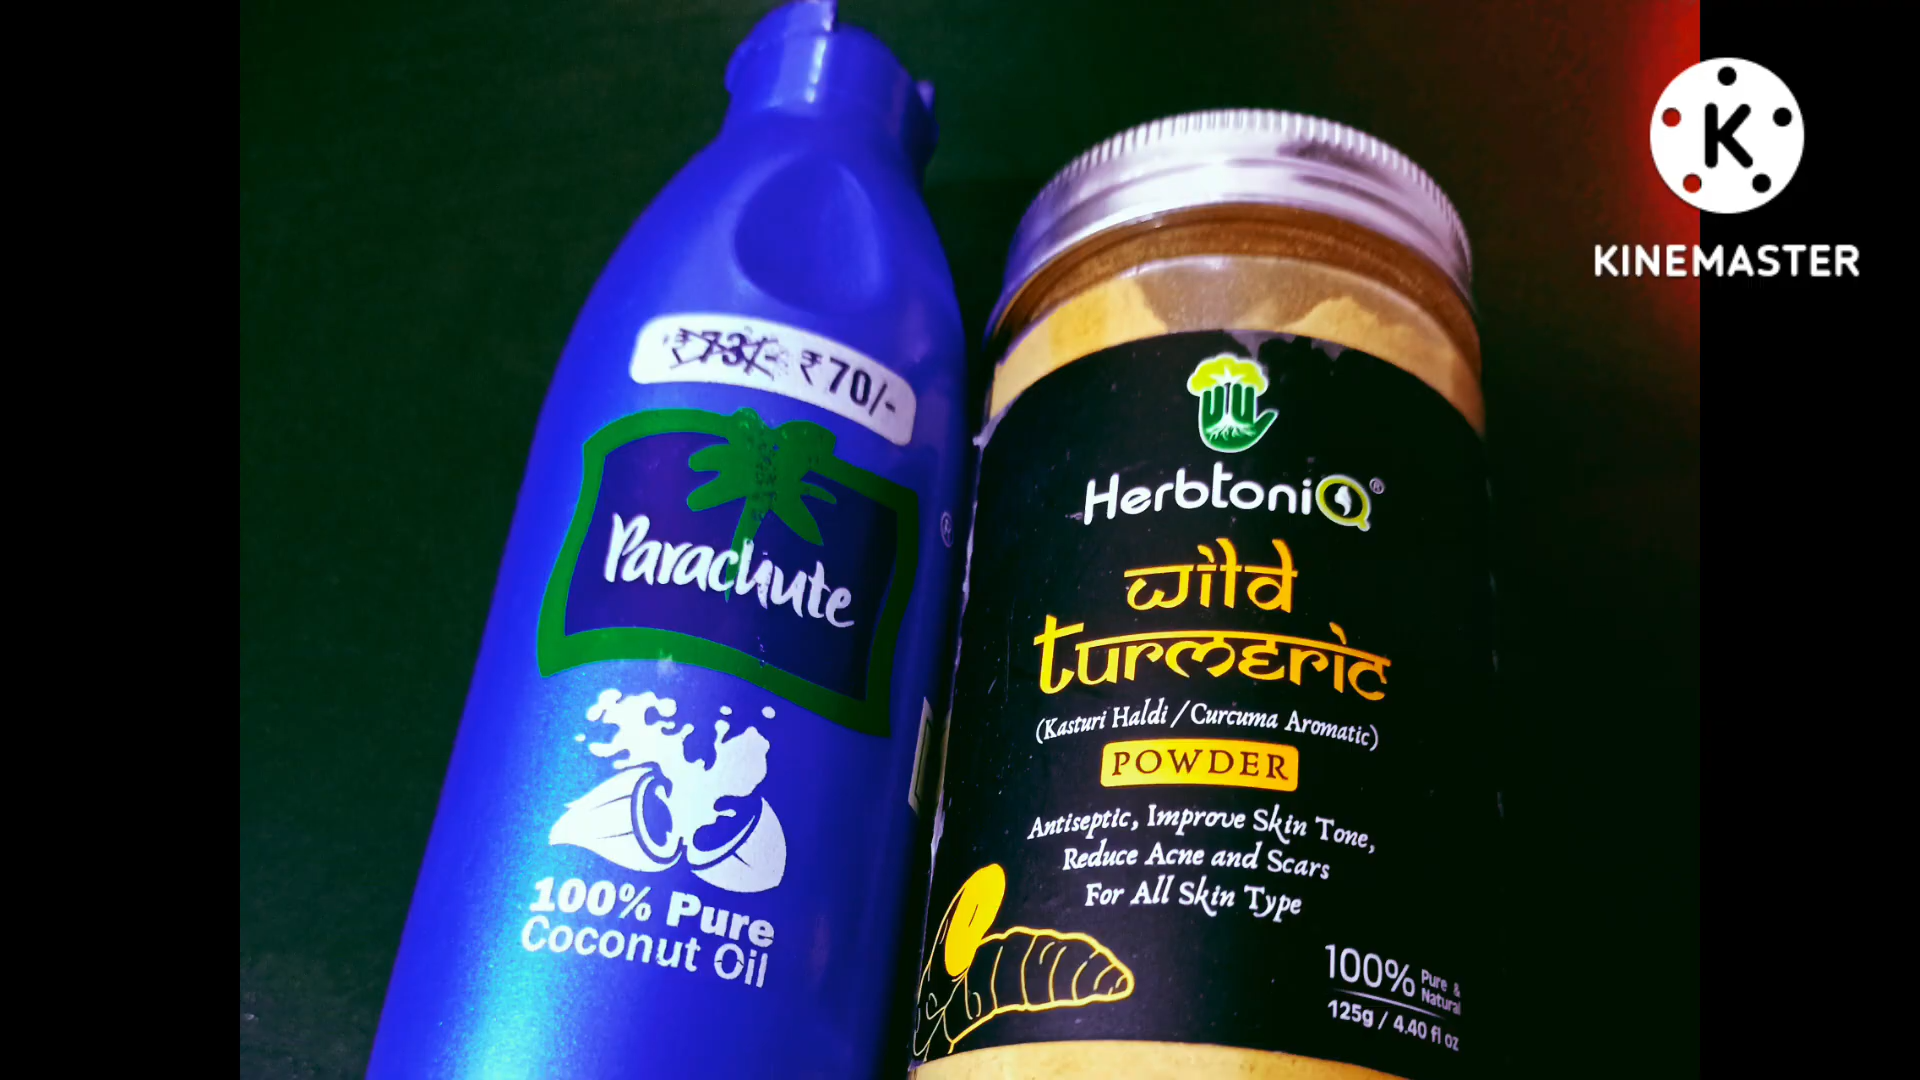 ₹73/- ₹70/-
Parachute
100% Pure
Coconut Oil
HerbtoniQ®
wild
turmeric
(Kasturi Haldi / Curcuma Aromatic)
POWDER
Antiseptic, Improve Skin Tone,
Reduce Acne and Scars
For All Skin Type
100% Pure &
Natural
125g / 4.40 fl oz
K
KINEMASTER